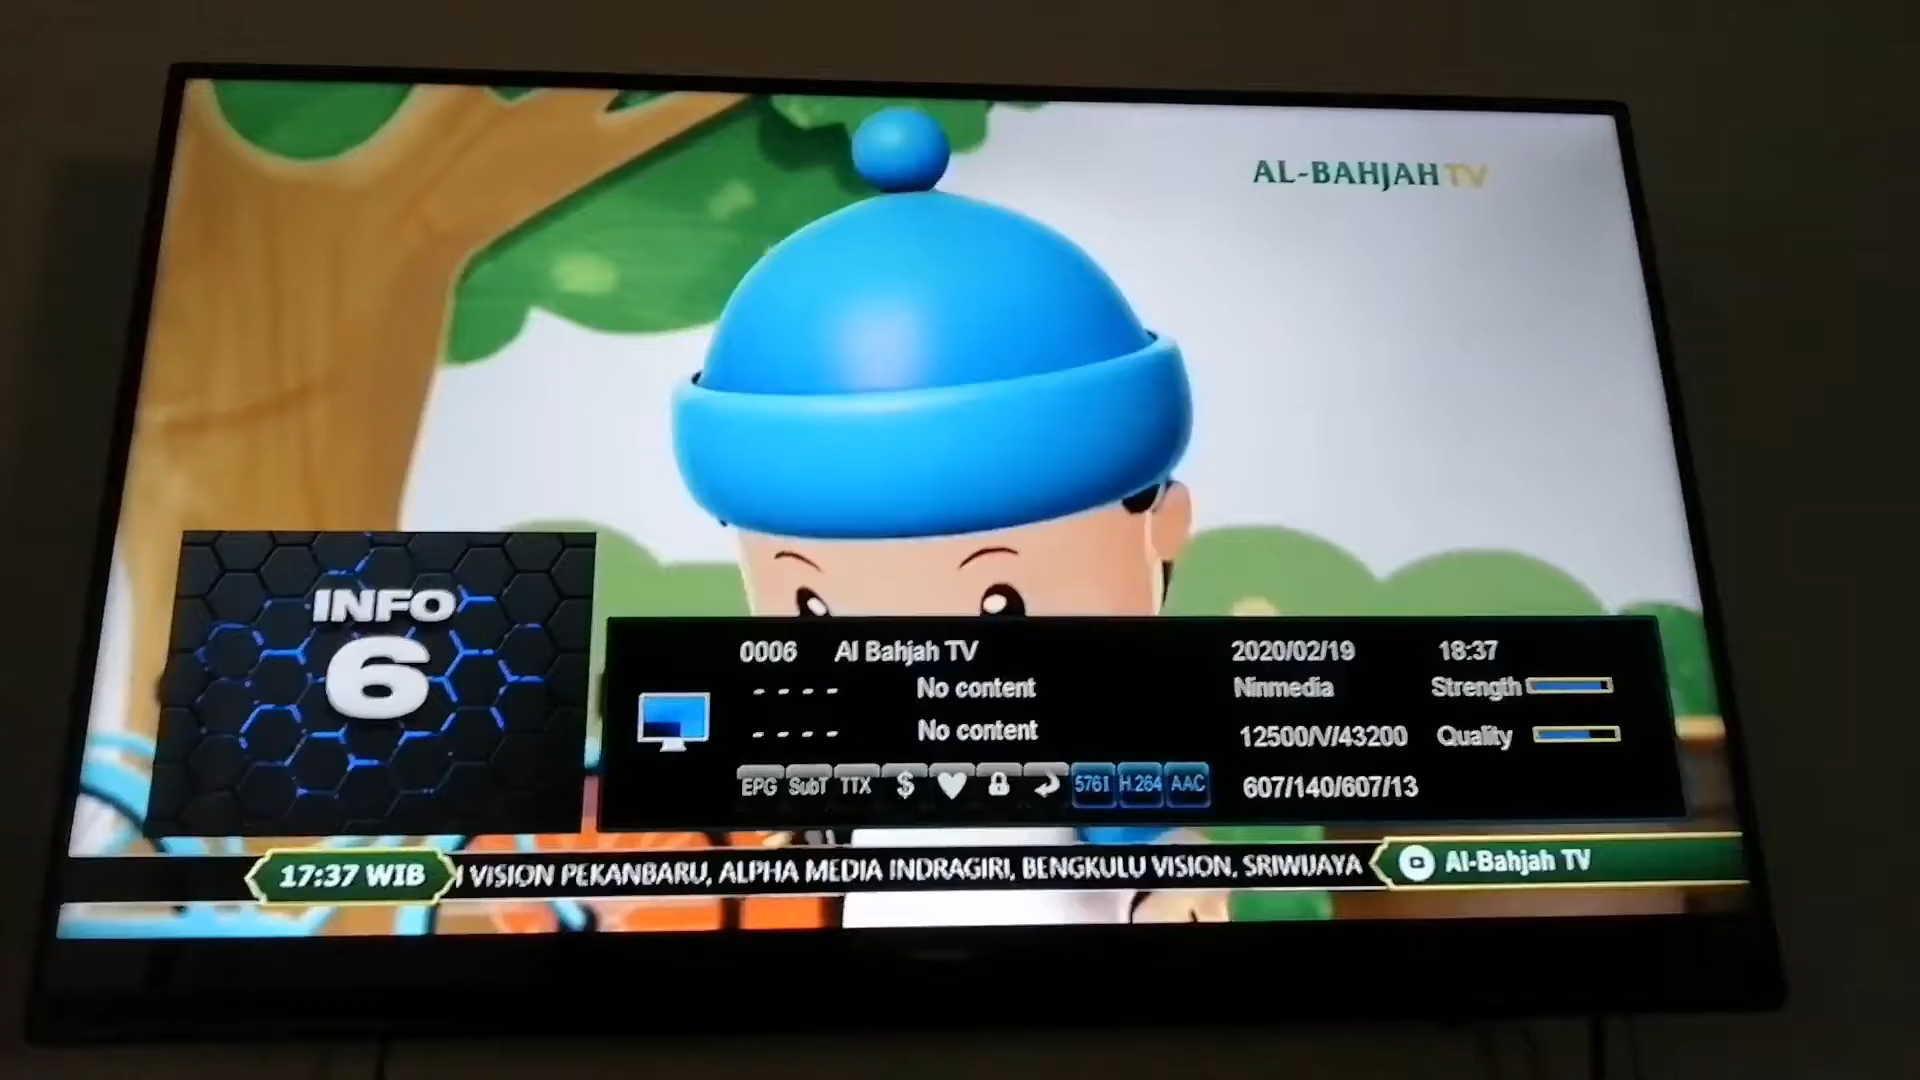 AL-BAHJAH TV
INFO
6
0006 Al Bahjah TV 2020/02/19 18:37
- - - - No content Ninmedia Strength
- - - - No content 12500/V/43200 Quality
EPG SubT TTX $ 576I H.264 AAC 607/140/607/13
17:37 WIB VISION PEKANBARU, ALPHA MEDIA INDRAGIRI, BENGKULU VISION, SRIWIJAYA Al-Bahjah TV